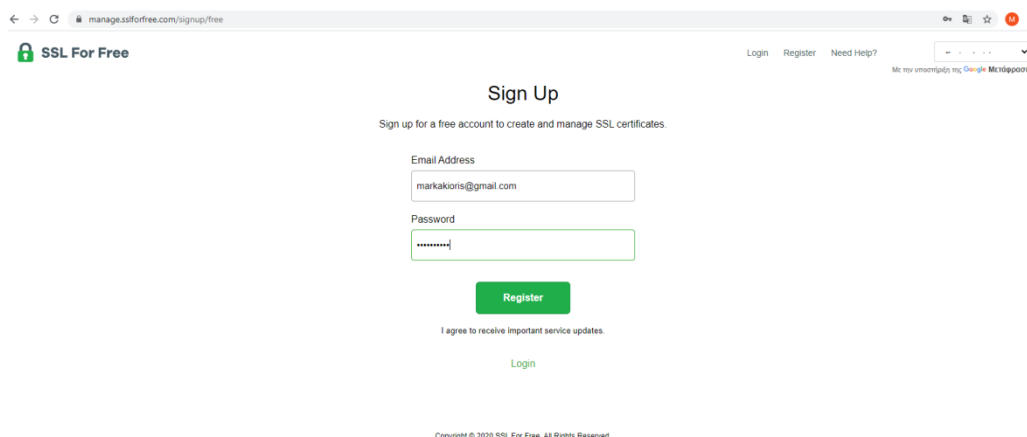 manage.sslforfree.com/signup/free
M
SSL For Free
Login Register Need Help?
Με την υποστήριξη της Google Μετάφραση
Sign Up
Sign up for a free account to create and manage SSL certificates.
Email Address
markakioris@gmail.com
Password
••••••••••
Register
I agree to receive important service updates.
Login
Copyright © 2020 SSL For Free. All Rights Reserved.